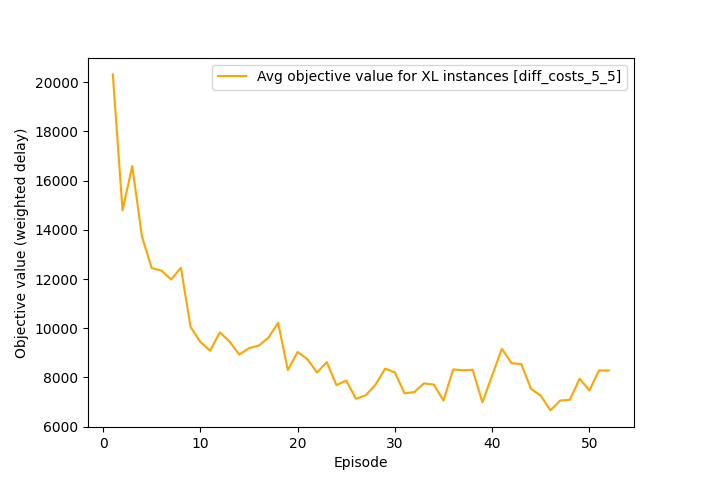 Avg objective value for XL instances [diff_costs_5_5]
20000
18000
16000
14000
12000
10000
8000
6000
Objective value (weighted delay)
0 10 20 30 40 50
Episode